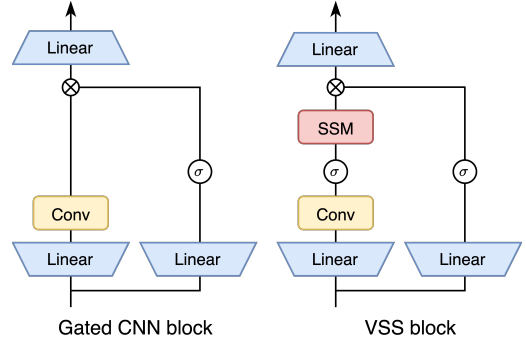 Linear
Linear
SSM
σ
σ
σ
Conv
Conv
Linear
Linear
Linear
Linear
Gated CNN block
VSS block